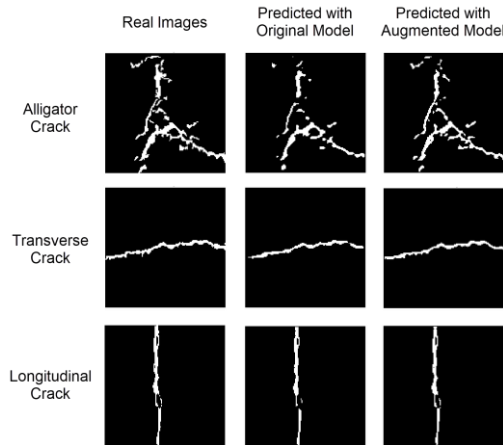 Real Images
Predicted with
Original Model
Predicted with
Augmented Model
Alligator
Crack
Transverse
Crack
Longitudinal
Crack